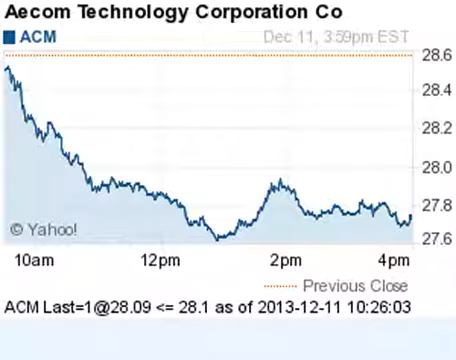 Aecom Technology Corporation Co
ACM Dec 11, 3:59pm EST
28.6
28.4
28.2
28.0
27.8
27.6
© Yahoo!
10am 12pm 2pm 4pm
Previous Close
ACM Last=1@28.09 <= 28.1 as of 2013-12-11 10:26:03